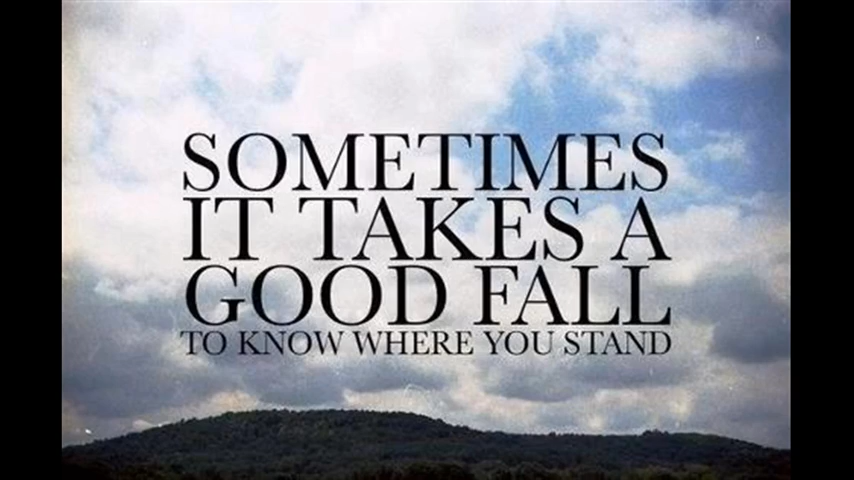 SOMETIMES
IT TAKES A
GOOD FALL
TO KNOW WHERE YOU STAND